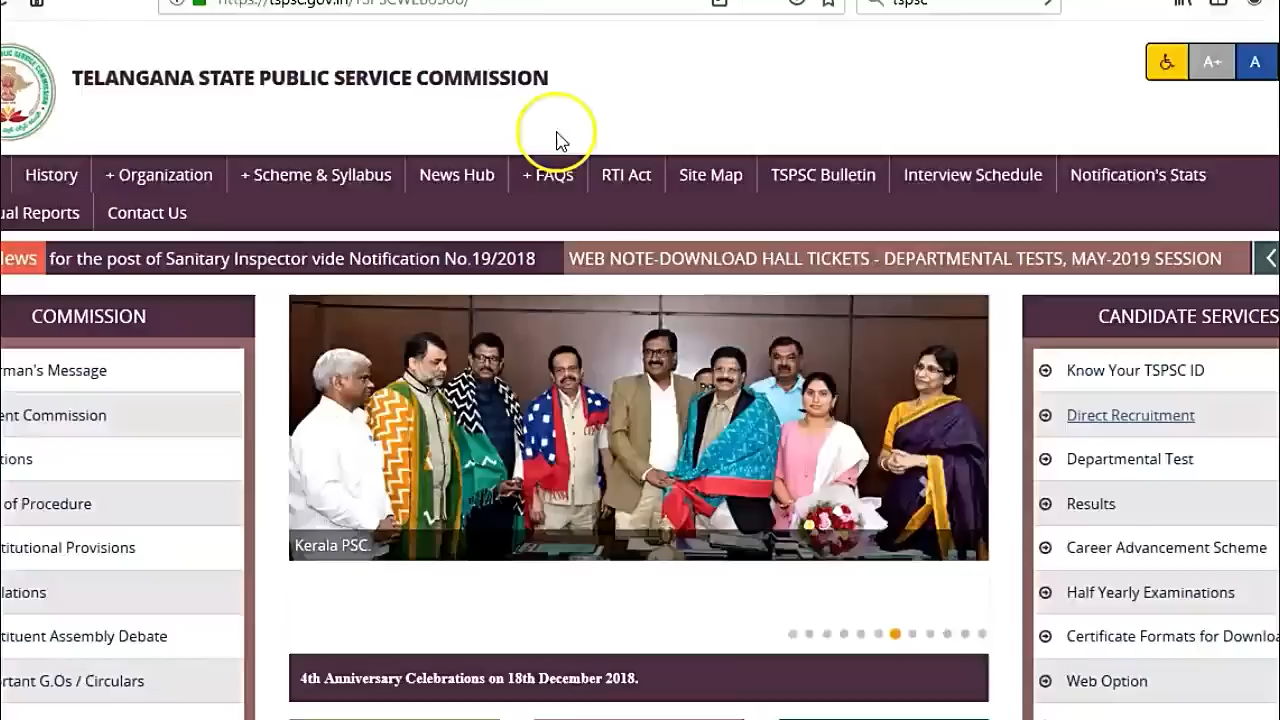 tspsc
TELANGANA STATE PUBLIC SERVICE COMMISSION
A+
A
History
+ Organization
+ Scheme & Syllabus
News Hub
+ FAQs
RTI Act
Site Map
TSPSC Bulletin
Interview Schedule
Notification's Stats
ual Reports
Contact Us
News
for the post of Sanitary Inspector vide Notification No.19/2018
WEB NOTE-DOWNLOAD HALL TICKETS - DEPARTMENTAL TESTS, MAY-2019 SESSION
COMMISSION
rman's Message
ent Commission
tions
of Procedure
titutional Provisions
lations
tituent Assembly Debate
rtant G.Os / Circulars
Kerala PSC.
4th Anniversary Celebrations on 18th December 2018.
CANDIDATE SERVICES
Know Your TSPSC ID
Direct Recruitment
Departmental Test
Results
Career Advancement Scheme
Half Yearly Examinations
Certificate Formats for Downloa
Web Option